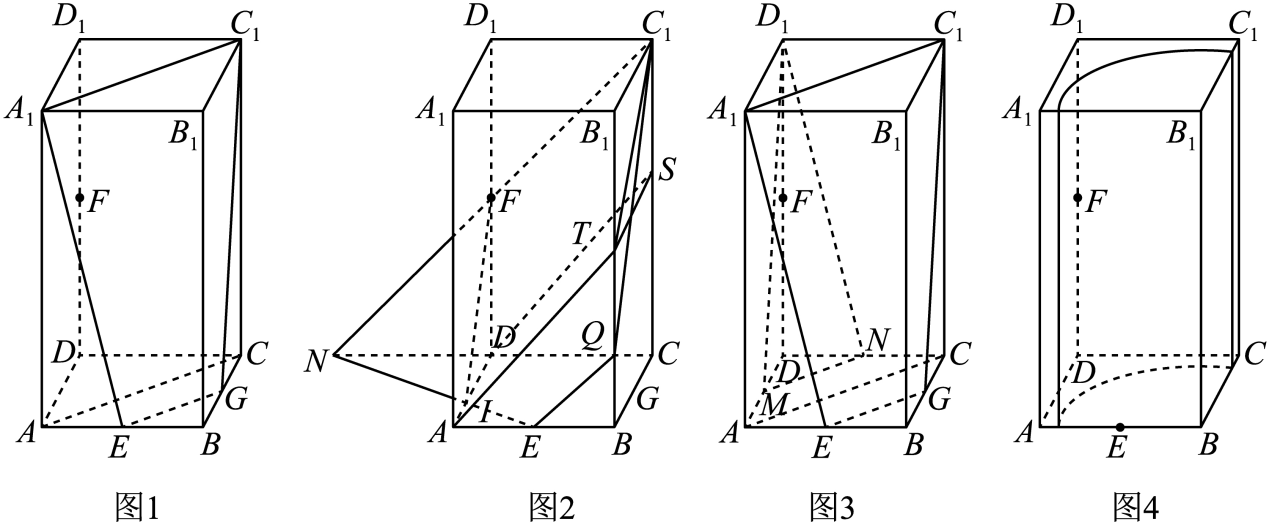 D₁ C₁
A₁ B₁
F
D C
G
A E B
图1
D₁ C₁
A₁ B₁
S
F
T
D Q
N C
G
I
A E B
图2
D₁ C₁
A₁ B₁
F
N C
D
M G
A E B
图3
D₁ C₁
A₁ B₁
F
D C
A E B
图4